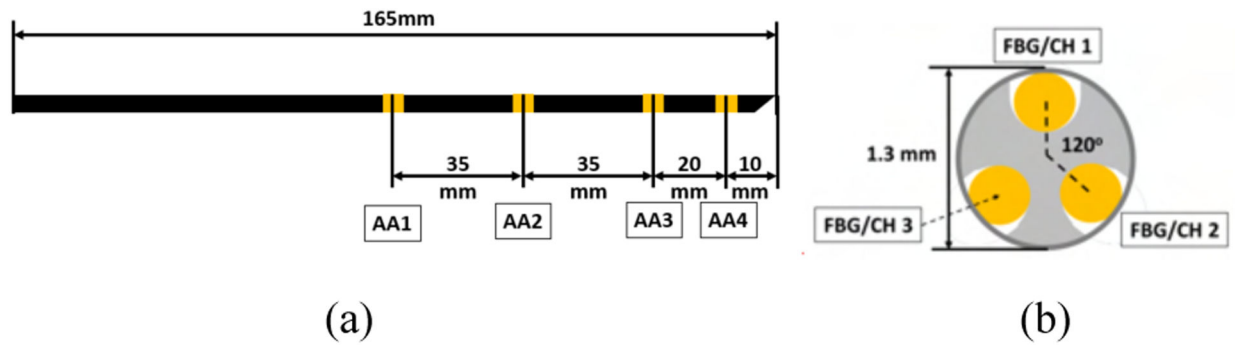 165mm
35 mm
35 mm
20 mm
10 mm
AA1
AA2
AA3
AA4
(a)
FBG/CH 1
1.3 mm
120°
FBG/CH 3
FBG/CH 2
(b)